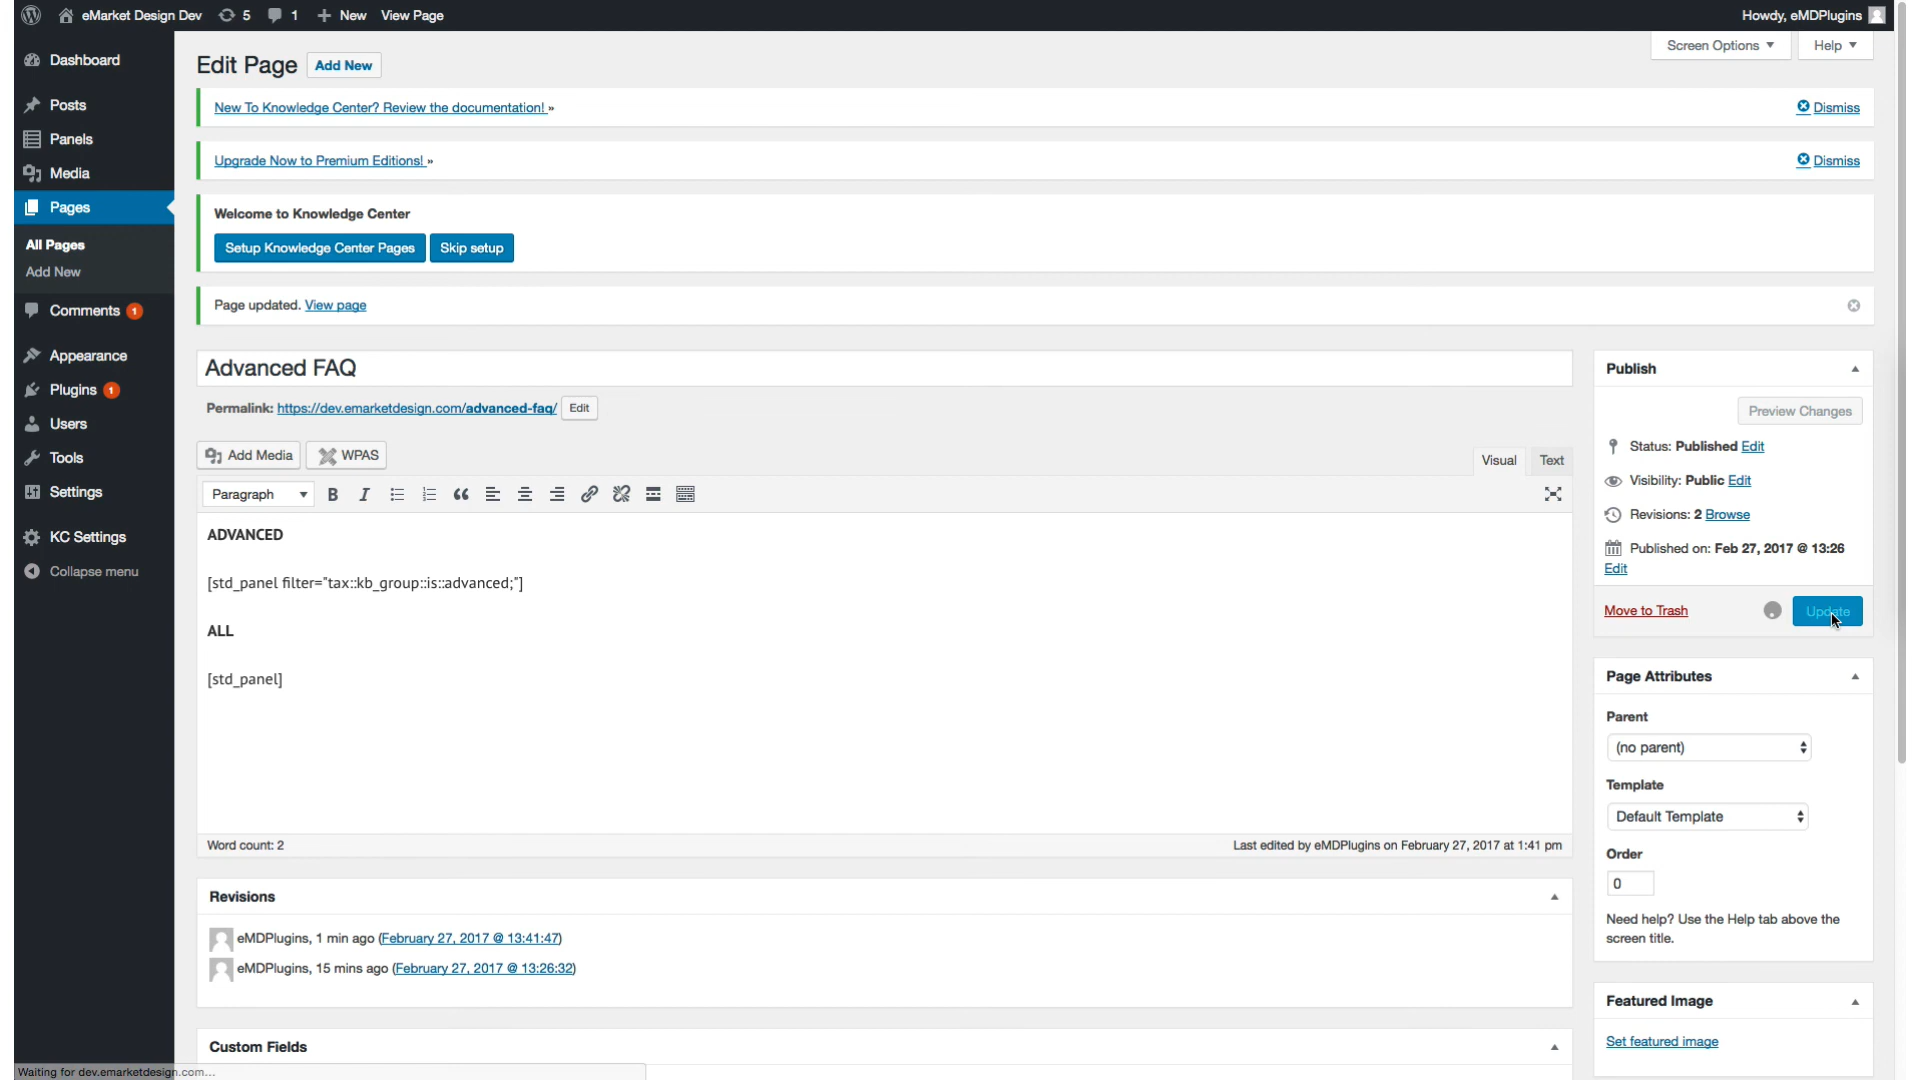 eMarket Design Dev 5 1 New View Page Howdy, eMDPlugins
Screen Options Help
Dashboard
Posts
Panels
Media
Pages
All Pages
Add New
Comments 1
Appearance
Plugins 1
Users
Tools
Settings
KC Settings
Collapse menu
Edit Page Add New
New To Knowledge Center? Review the documentation! » Dismiss
Upgrade Now to Premium Editions! » Dismiss
Welcome to Knowledge Center
Setup Knowledge Center Pages Skip setup
Page updated. View page
Advanced FAQ
Permalink: https://dev.emarketdesign.com/advanced-faq/ Edit
Add Media WPAS Visual Text
Paragraph B I
ADVANCED
[std_panel filter="tax::kb_group::is::advanced;"]
ALL
[std_panel]
Word count: 2 Last edited by eMDPlugins on February 27, 2017 at 1:41 pm
Revisions
eMDPlugins, 1 min ago (February 27, 2017 @ 13:41:47)
eMDPlugins, 15 mins ago (February 27, 2017 @ 13:26:32)
Custom Fields
Publish
Preview Changes
Status: Published Edit
Visibility: Public Edit
Revisions: 2 Browse
Published on: Feb 27, 2017 @ 13:26
Edit
Move to Trash Update
Page Attributes
Parent
(no parent)
Template
Default Template
Order
0
Need help? Use the Help tab above the
screen title.
Featured Image
Set featured image
Waiting for dev.emarketdesign.com...